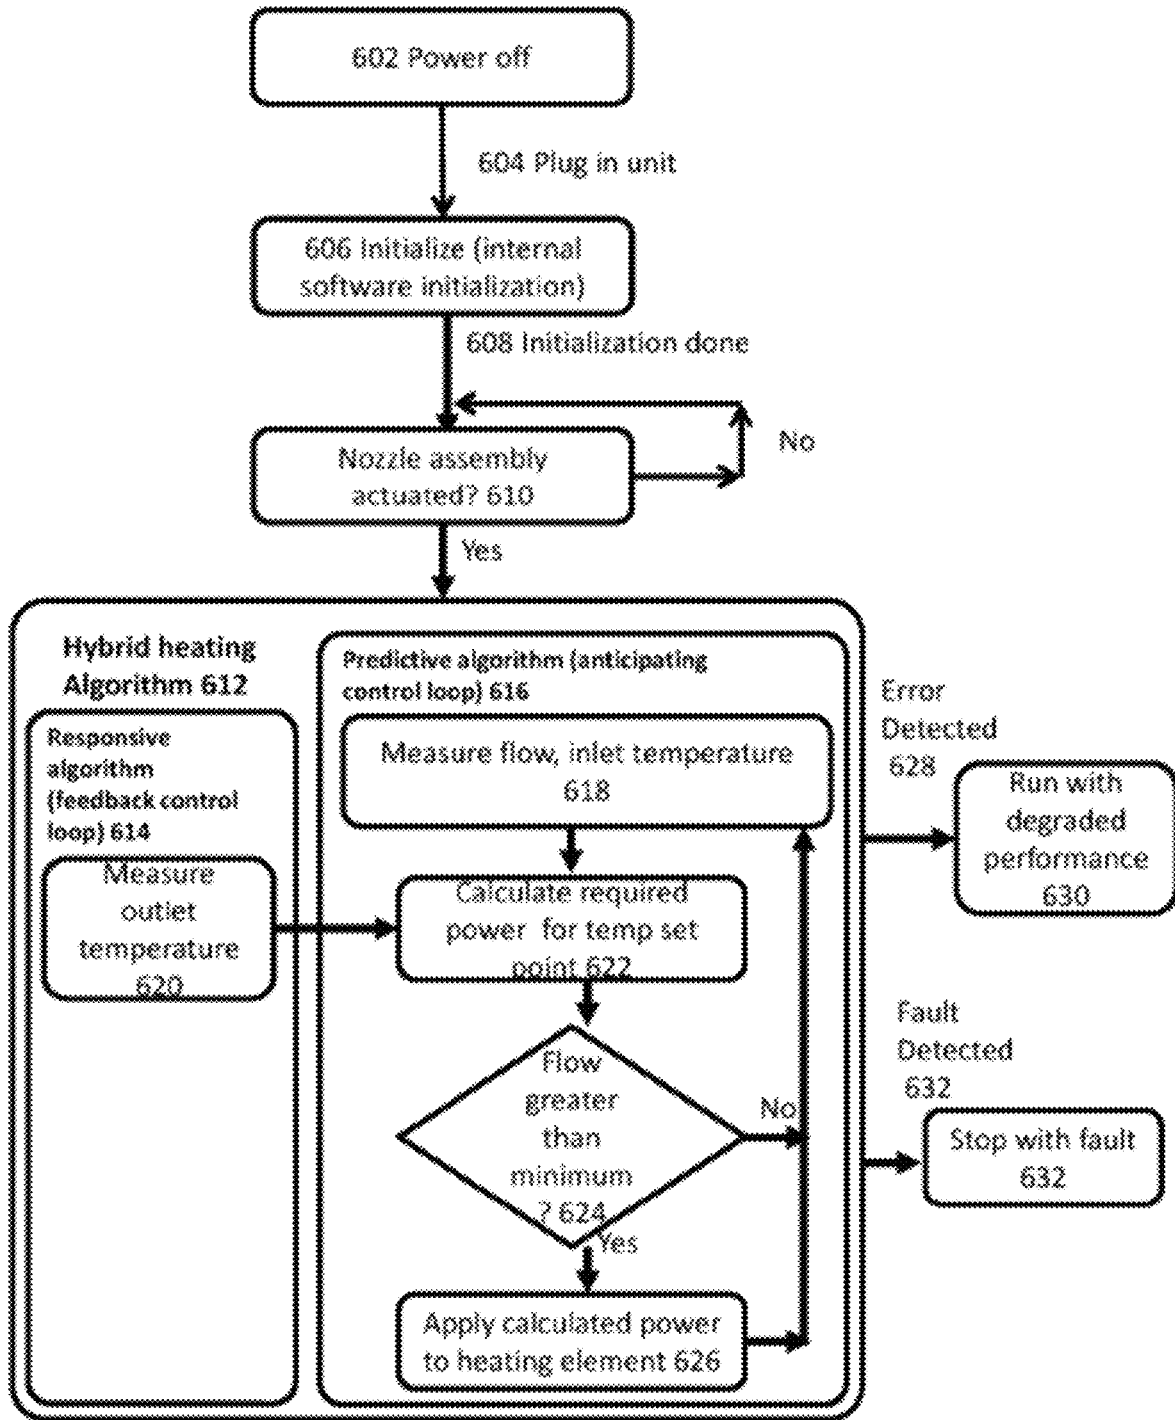 602 Power off
604 Plug in unit
606 Initialize (internal
software initialization)
608 Initialization done
Nozzle assembly
actuated? 610
No
Yes
Hybrid heating
Algorithm 612
Responsive
algorithm
(feedback control
loop) 614
Measure
outlet
temperature
620
Predictive algorithm (anticipating
control loop) 616
Measure flow, inlet temperature
618
Calculate required
power for temp set
point 622
Flow
greater
than
minimum
? 624
No
Yes
Apply calculated power
to heating element 626
Error
Detected
628
Run with
degraded
performance
630
Fault
Detected
632
Stop with fault
632